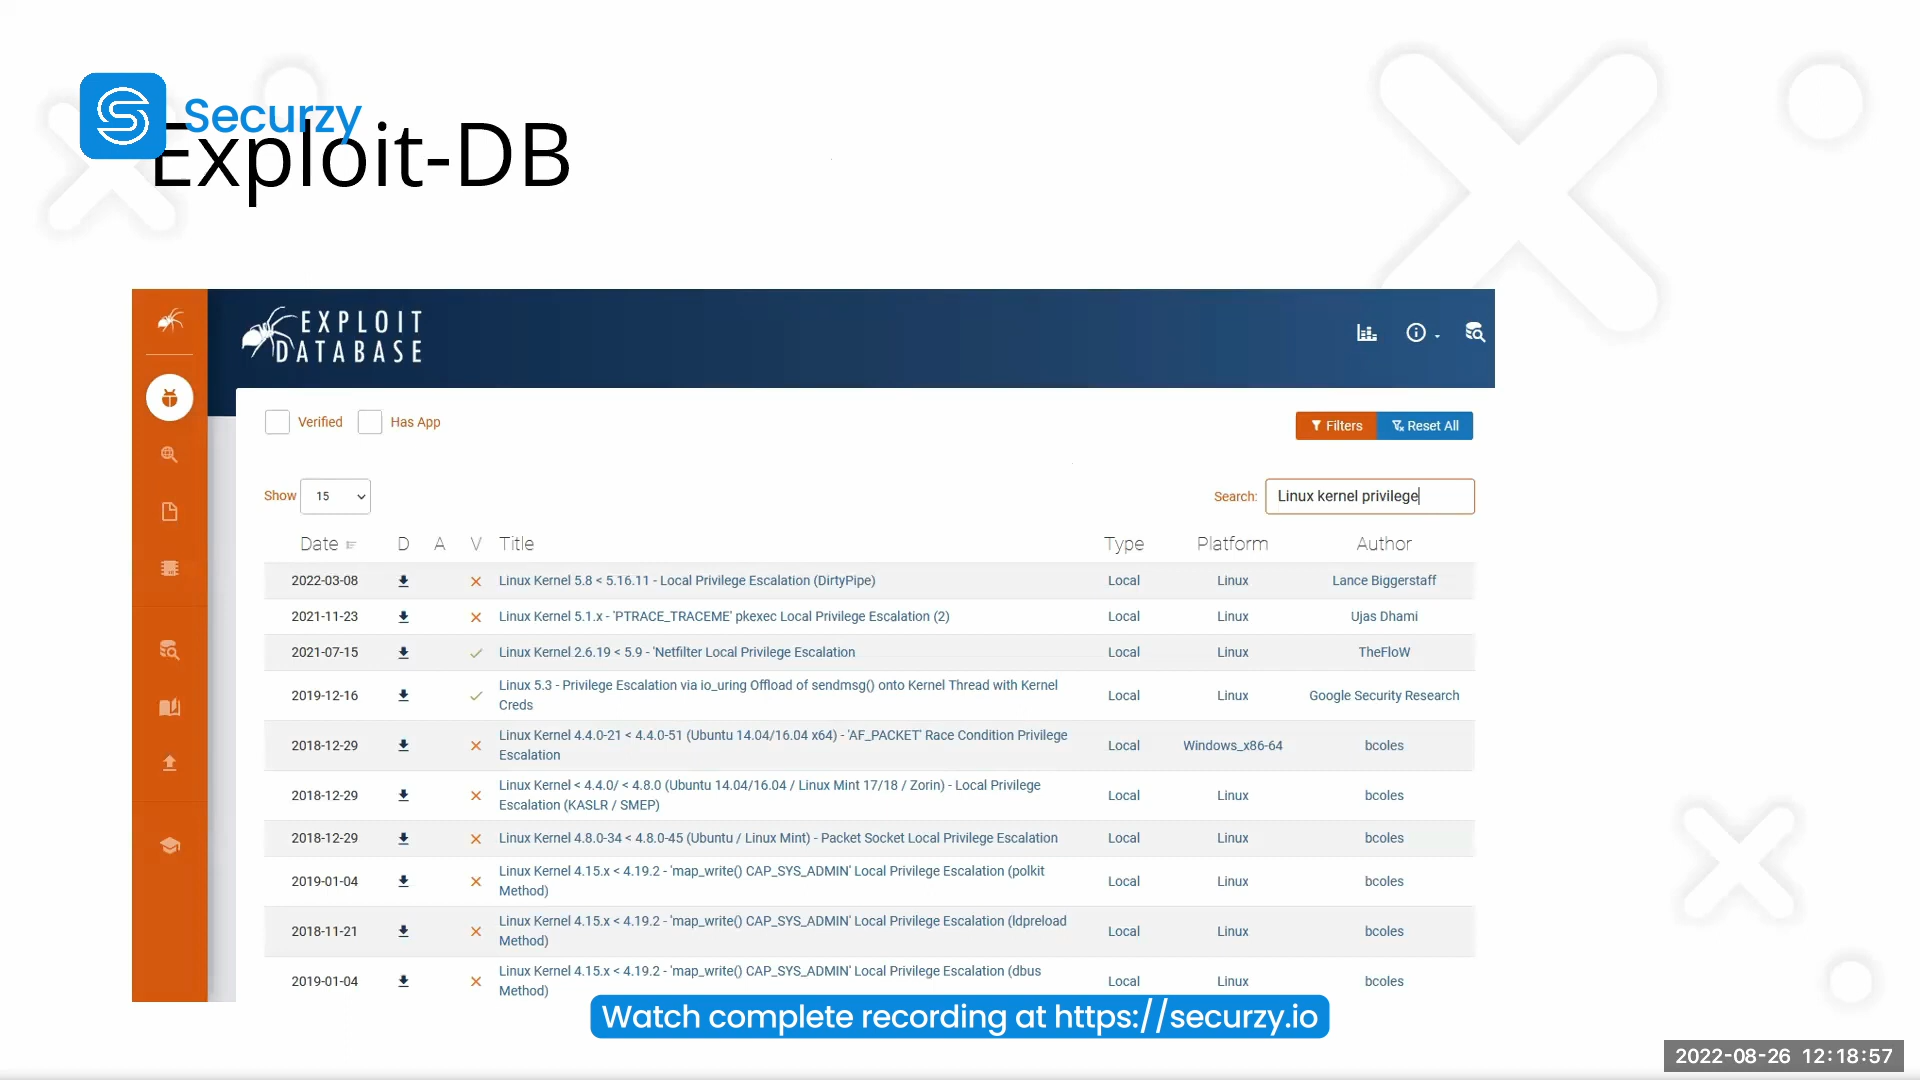 Securzy
Exploit-DB
EXPLOIT
DATABASE
Verified Has App
Filters Reset All
Show 15 Search: Linux kernel privilege
Date D A V Title Type Platform Author
2022-03-08 Linux Kernel 5.8 < 5.16.11 - Local Privilege Escalation (DirtyPipe) Local Linux Lance Biggerstaff
2021-11-23 Linux Kernel 5.1.x - 'PTRACE_TRACEME' pkexec Local Privilege Escalation (2) Local Linux Ujas Dhami
2021-07-15 Linux Kernel 2.6.19 < 5.9 - 'Netfilter Local Privilege Escalation Local Linux TheFloW
2019-12-16 Linux 5.3 - Privilege Escalation via io_uring Offload of sendmsg() onto Kernel Thread with Kernel
Creds Local Linux Google Security Research
2018-12-29 Linux Kernel 4.4.0-21 < 4.4.0-51 (Ubuntu 14.04/16.04 x64) - 'AF_PACKET' Race Condition Privilege
Escalation Local Windows_x86-64 bcoles
2018-12-29 Linux Kernel < 4.4.0/ < 4.8.0 (Ubuntu 14.04/16.04 / Linux Mint 17/18 / Zorin) - Local Privilege
Escalation (KASLR / SMEP) Local Linux bcoles
2018-12-29 Linux Kernel 4.8.0-34 < 4.8.0-45 (Ubuntu / Linux Mint) - Packet Socket Local Privilege Escalation Local Linux bcoles
2019-01-04 Linux Kernel 4.15.x < 4.19.2 - 'map_write() CAP_SYS_ADMIN' Local Privilege Escalation (polkit
Method) Local Linux bcoles
2018-11-21 Linux Kernel 4.15.x < 4.19.2 - 'map_write() CAP_SYS_ADMIN' Local Privilege Escalation (ldpreload
Method) Local Linux bcoles
2019-01-04 Linux Kernel 4.15.x < 4.19.2 - 'map_write() CAP_SYS_ADMIN' Local Privilege Escalation (dbus
Method) Local Linux bcoles
Watch complete recording at https://securzy.io
2022-08-26 12:18:57